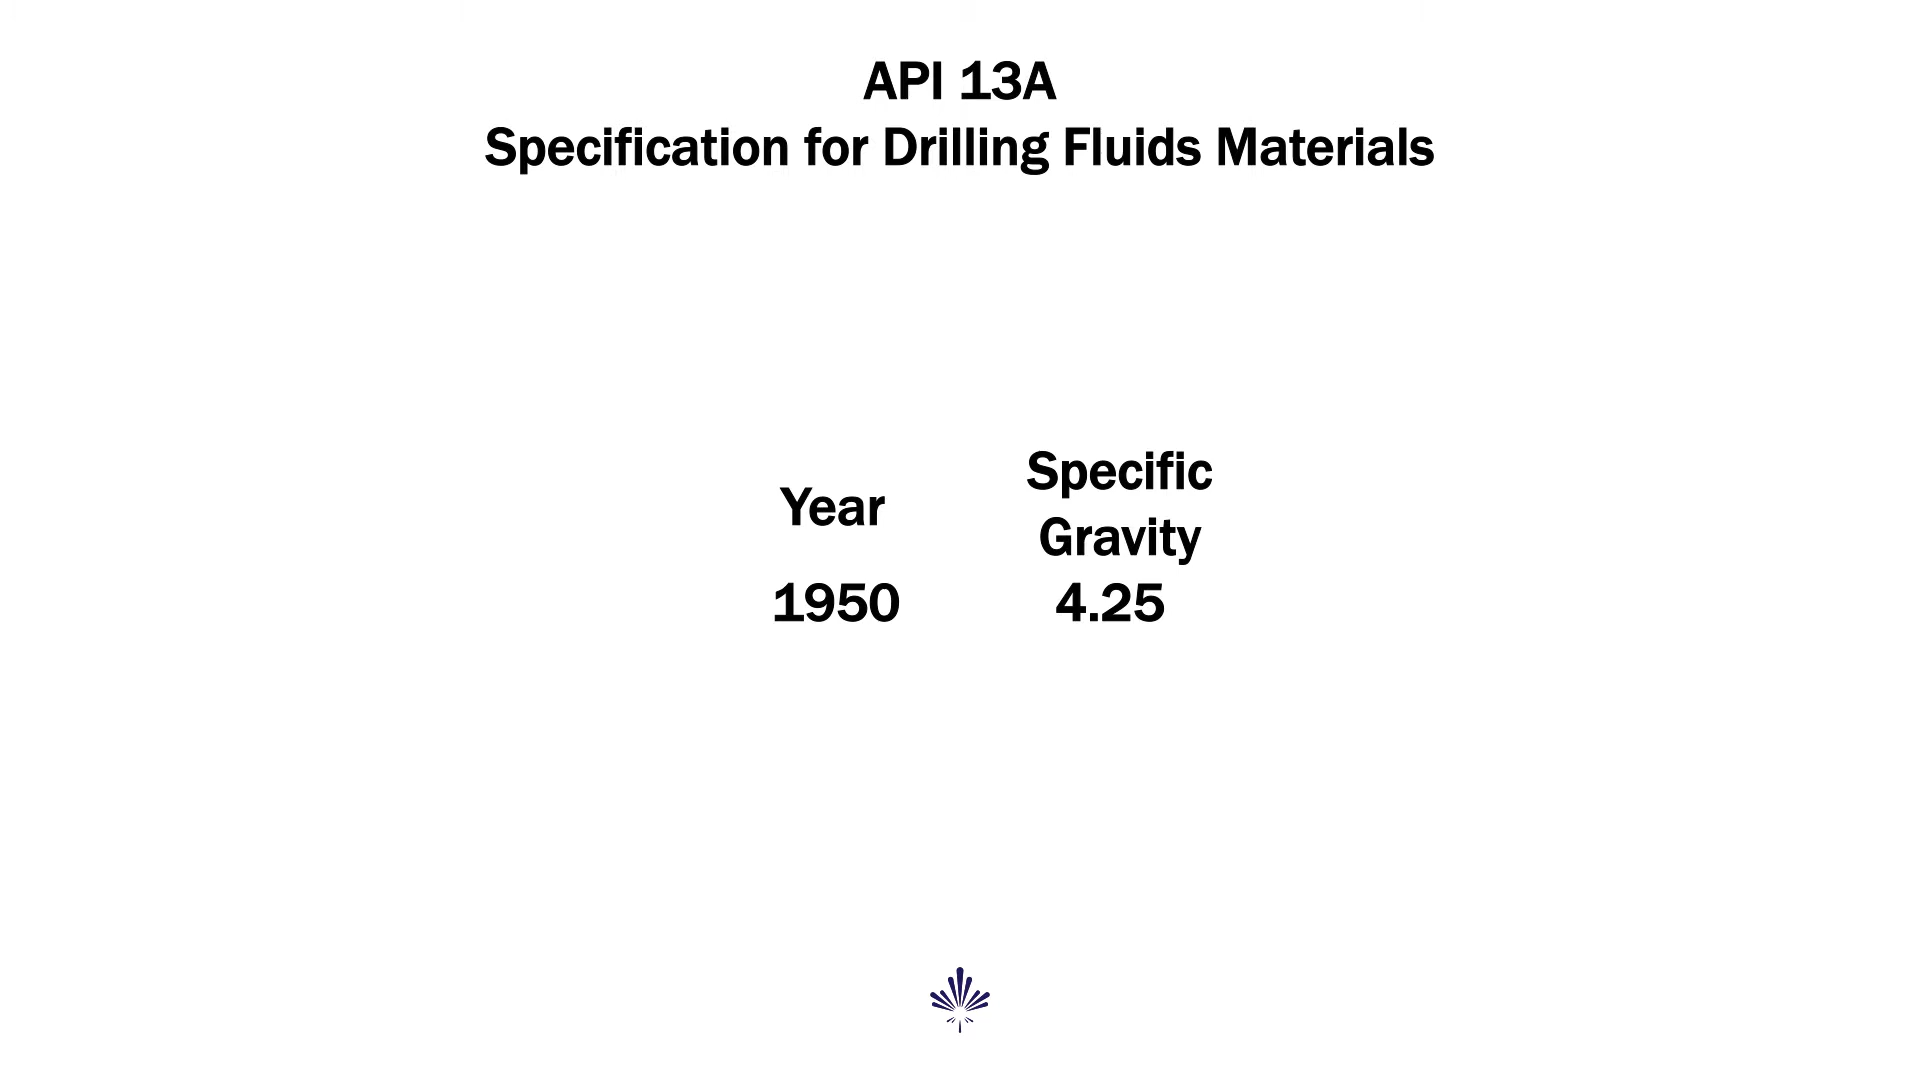 API 13A
Specification for Drilling Fluids Materials
Year
Specific
Gravity
1950
4.25